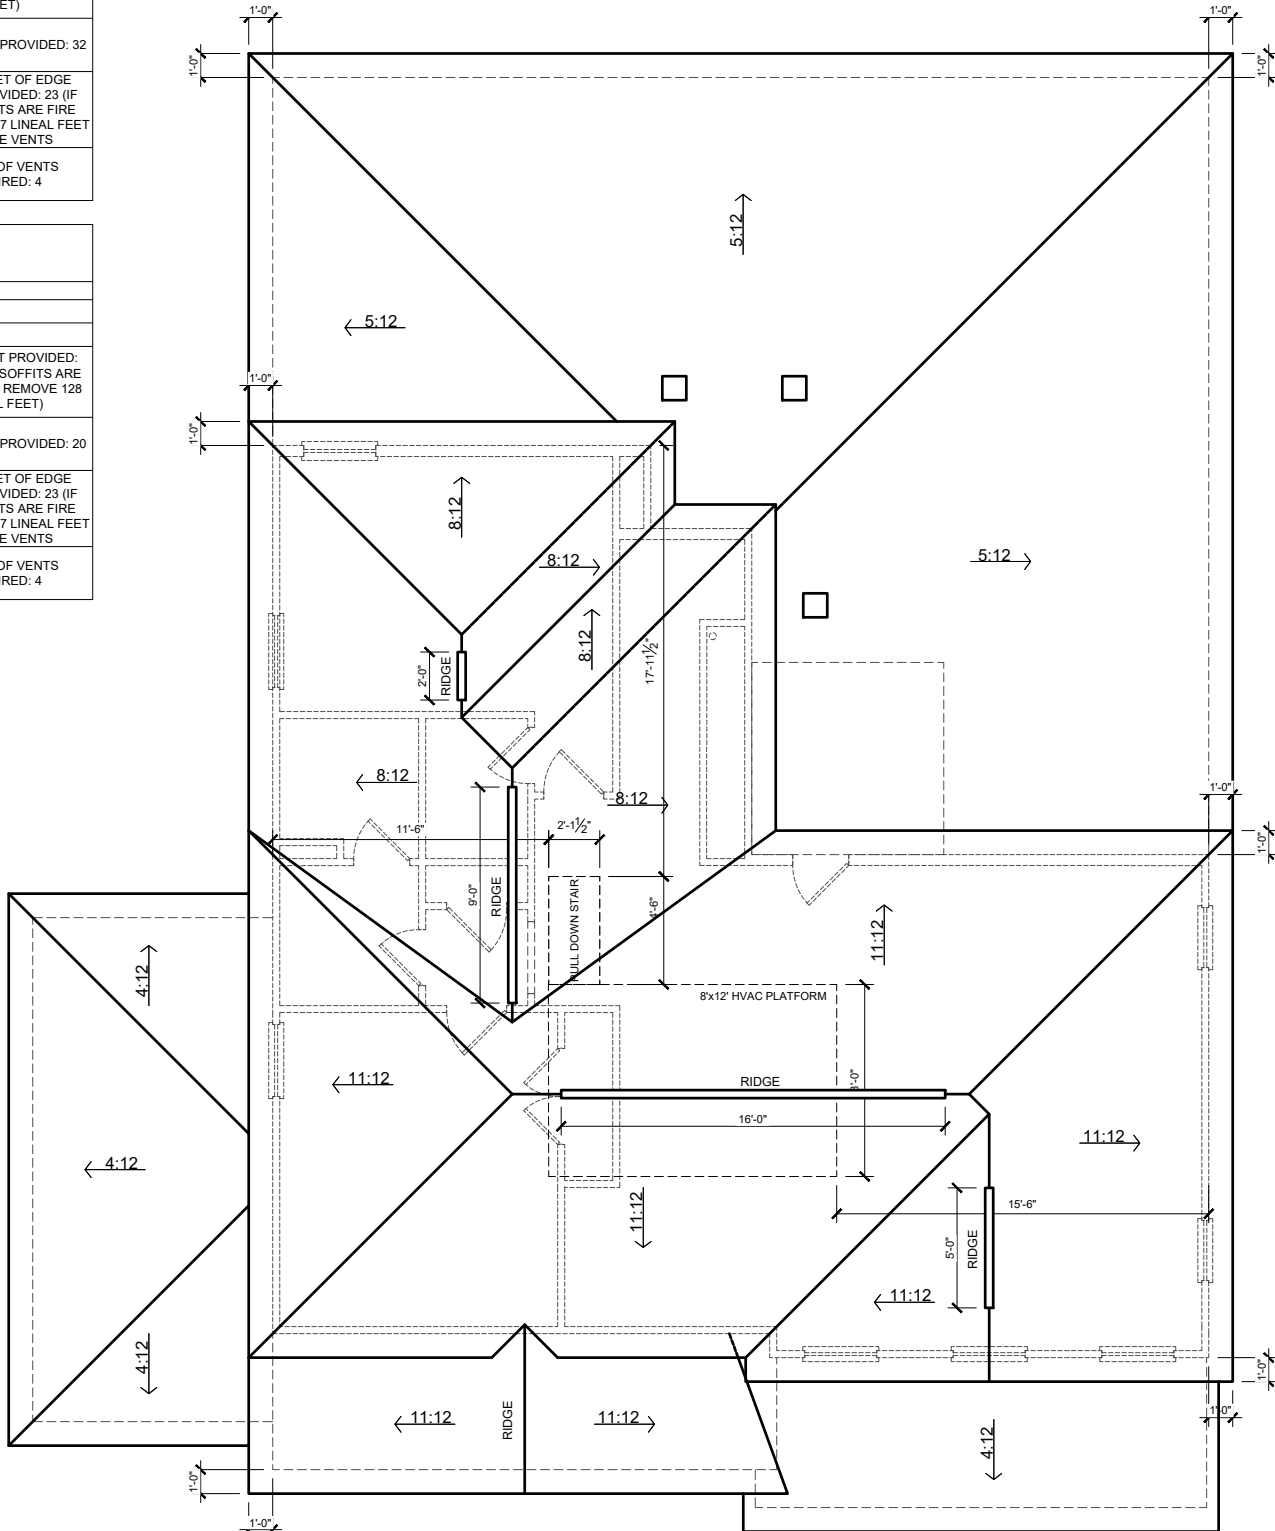 ET)
PROVIDED: 32
ET OF EDGE
VIDED: 23 (IF
TS ARE FIRE
7 LINEAL FEET
E VENTS
OF VENTS
IRED: 4
T PROVIDED:
SOFFITS ARE
REMOVE 128
L FEET)
PROVIDED: 20
ET OF EDGE
VIDED: 23 (IF
TS ARE FIRE
7 LINEAL FEET
E VENTS
OF VENTS
IRED: 4
1'-0"
1'-0"
1'-0"
1'-0"
5:12
5:12
1'-0"
1'-0"
8:12
8:12
5:12
8:12
17'-11½"
2'-0"
RIDGE
8:12
8:12
1'-0"
11'-6"
2'-1½"
1'-0"
9'-0"
RIDGE
PULL DOWN STAIR
4'-6"
11:12
4:12
8'x12' HVAC PLATFORM
11:12
RIDGE
8'-0"
16'-0"
4:12
11:12
11:12
15'-6"
5'-0"
RIDGE
11:12
4:12
1'-0"
11:12
RIDGE
11:12
4:12
1'-0"
1'-0"
1'-0"